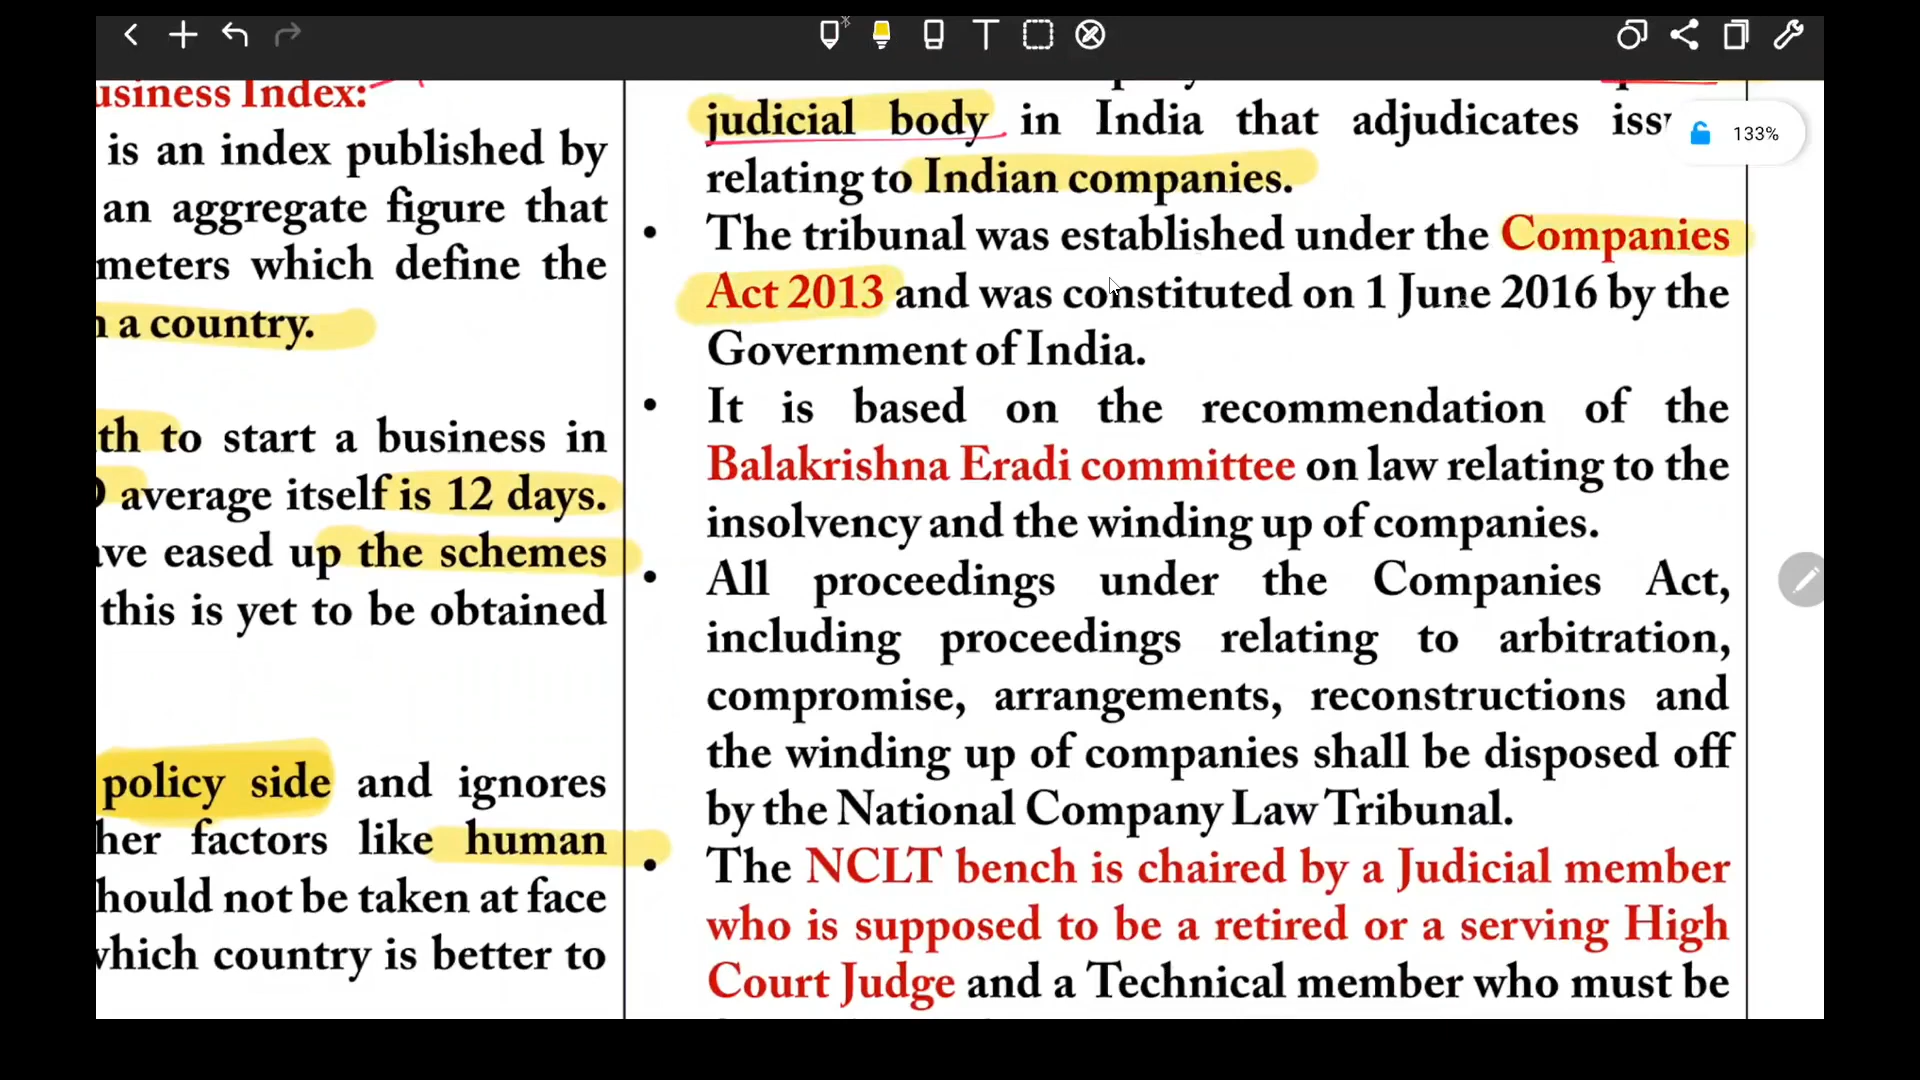 133%
usiness Index:
is an index published by
an aggregate figure that
meters which define the
a country.
th to start a business in
average itself is 12 days.
ve eased up the schemes
this is yet to be obtained
policy side and ignores
her factors like human
hould not be taken at face
which country is better to
judicial body in India that adjudicates
relating to Indian companies.
• The tribunal was established under the Companies
Act 2013 and was constituted on 1 June 2016 by the
Government of India.
• It is based on the recommendation of the
Balakrishna Eradi committee on law relating to the
insolvency and the winding up of companies.
• All proceedings under the Companies Act,
including proceedings relating to arbitration,
compromise, arrangements, reconstructions and
the winding up of companies shall be disposed off
by the National Company Law Tribunal.
• The NCLT bench is chaired by a Judicial member
who is supposed to be a retired or a serving High
Court Judge and a Technical member who must be